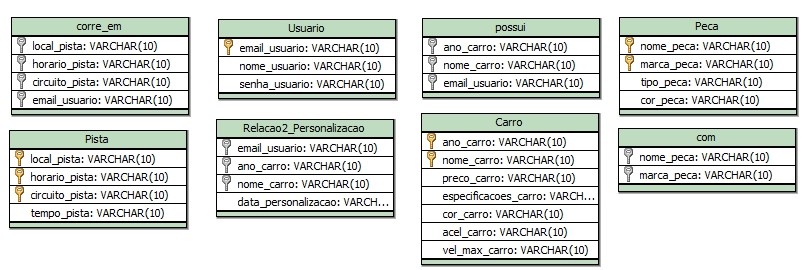 corre_em
local_pista: VARCHAR(10)
horario_pista: VARCHAR(10)
circuito_pista: VARCHAR(10)
email_usuario: VARCHAR(10)
Usuario
email_usuario: VARCHAR(10)
nome_usuario: VARCHAR(10)
senha_usuario: VARCHAR(10)
possui
ano_carro: VARCHAR(10)
nome_carro: VARCHAR(10)
email_usuario: VARCHAR(10)
Peca
nome_peca: VARCHAR(10)
marca_peca: VARCHAR(10)
tipo_peca: VARCHAR(10)
cor_peca: VARCHAR(10)
Pista
local_pista: VARCHAR(10)
horario_pista: VARCHAR(10)
circuito_pista: VARCHAR(10)
tempo_pista: VARCHAR(10)
Relacao2_Personalizacao
email_usuario: VARCHAR(10)
ano_carro: VARCHAR(10)
nome_carro: VARCHAR(10)
data_personalizacao: VARCH...
Carro
ano_carro: VARCHAR(10)
nome_carro: VARCHAR(10)
preco_carro: VARCHAR(10)
especificacoes_carro: VARC...
cor_carro: VARCHAR(10)
acel_carro: VARCHAR(10)
vel_max_carro: VARCHAR(10)
com
nome_peca: VARCHAR(10)
marca_peca: VARCHAR(10)